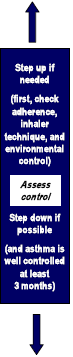 Step up if
needed
(first, check
adherence,
inhaler
technique, and
environmental
control)
Assess
control
Step down if
possible
(and asthma is
well controlled
at least
3 months)